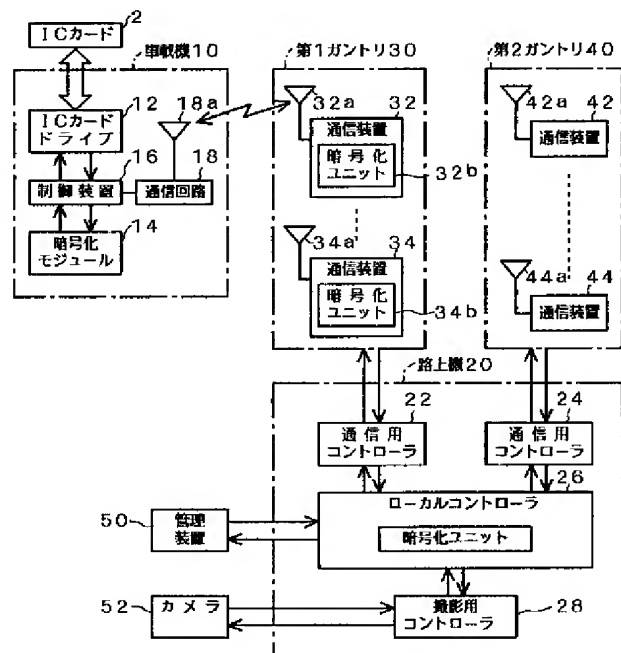 2
ICカード
車載機10
12
ICカード
ドライブ
18a
16
18
制御装置
通信回路
14
暗号化
モジュール
第1ガントリ30
32a
32
通信装置
暗号化
ユニット
32b
34a
34
通信装置
暗号化
ユニット
34b
第2ガントリ40
42a
42
通信装置
44a
44
通信装置
路上機20
22
通信用
コントローラ
24
通信用
コントローラ
26
ローカルコントローラ
暗号化ユニット
50
管理
装置
52
カメラ
撮影用
コントローラ
28